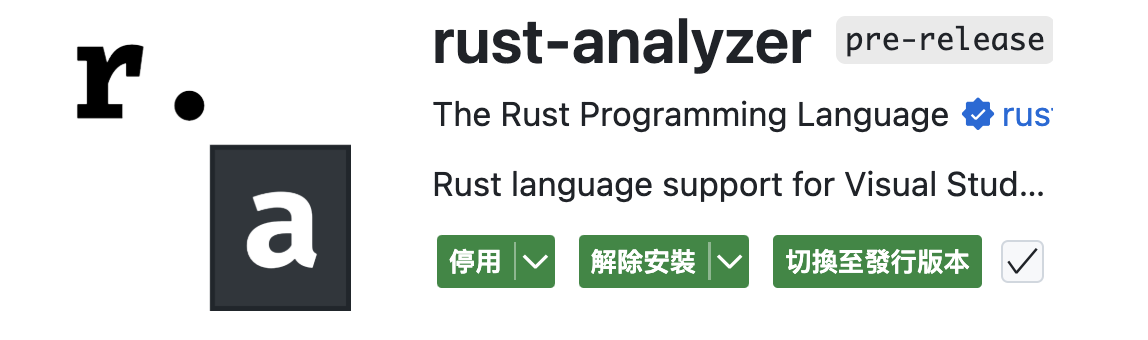 r.
a
rust-analyzer pre-release
The Rust Programming Language rus
Rust language support for Visual Stud...
停用 解除安裝 切換至發行版本